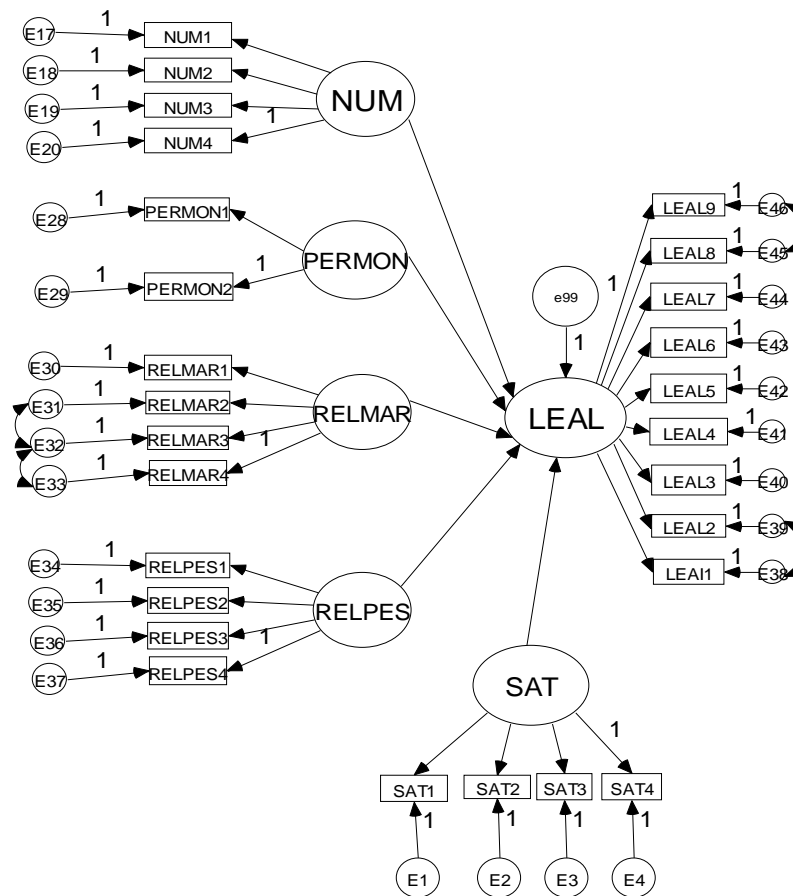 E17 1 NUM1
E18 1 NUM2
E19 1 NUM3
E20 1 NUM4
1
NUM
E28 1 PERMON1
E29 1 PERMON2
1
PERMON
E30 1 RELMAR1
E31 1 RELMAR2
E32 1 RELMAR3
E33 1 RELMAR4
1
RELMAR
E34 1 RELPES1
E35 1 RELPES2
E36 1 RELPES3
E37 1 RELPES4
1
RELPES
e99
1
LEAL
1
LEAL9 1 E46
LEAL8 1 E45
LEAL7 1 E44
LEAL6 1 E43
LEAL5 1 E42
LEAL4 1 E41
LEAL3 1 E40
LEAL2 1 E39
LEAl1 1 E38
SAT
1
SAT1 SAT2 SAT3 SAT4
1 1 1 1
E1 E2 E3 E4